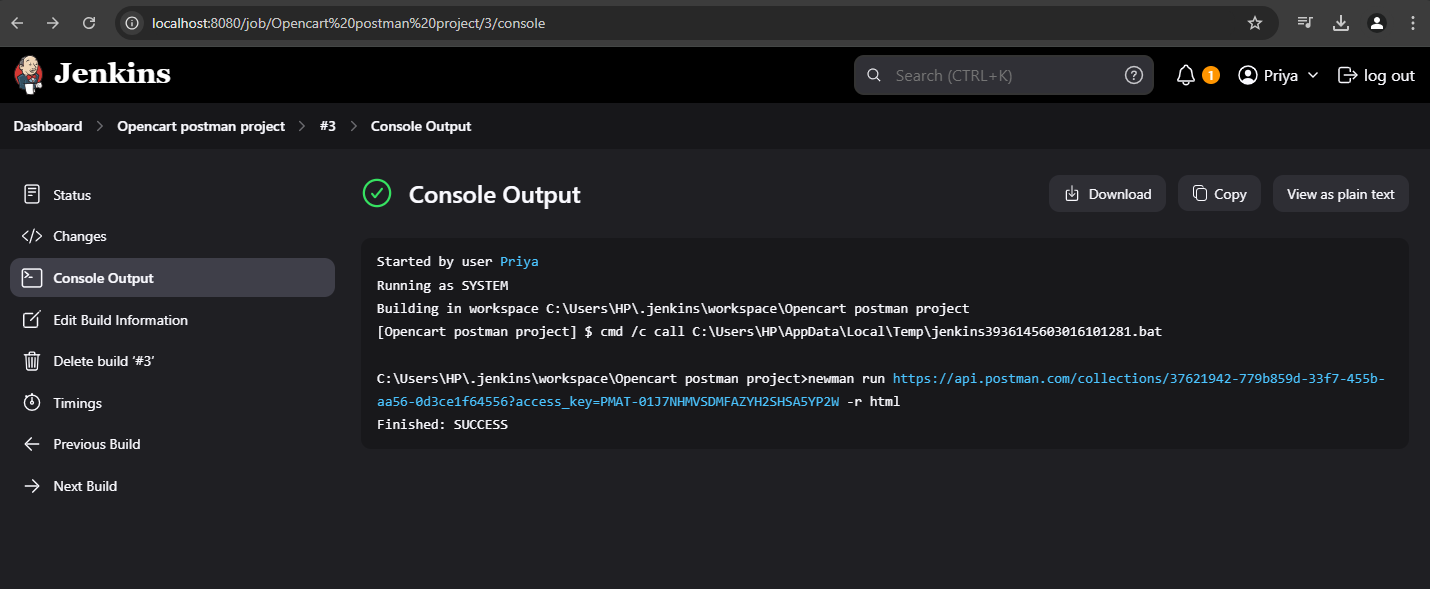 localhost:8080/job/Opencart%20postman%20project/3/console
Jenkins
Search (CTRL+K)
1
Priya
log out
Dashboard > Opencart postman project > #3 > Console Output
Status
Changes
Console Output
Edit Build Information
Delete build ‘#3’
Timings
Previous Build
Next Build
Console Output
Download
Copy
View as plain text
Started by user Priya
Running as SYSTEM
Building in workspace C:\Users\HP\.jenkins\workspace\Opencart postman project
[Opencart postman project] $ cmd /c call C:\Users\HP\AppData\Local\Temp\jenkins3936145603016101281.bat
C:\Users\HP\.jenkins\workspace\Opencart postman project>newman run https://api.postman.com/collections/37621942-779b859d-33f7-455b-
aa56-0d3ce1f64556?access_key=PMAT-01J7NHMVSDMFAZYH2SHSA5YP2W -r html
Finished: SUCCESS